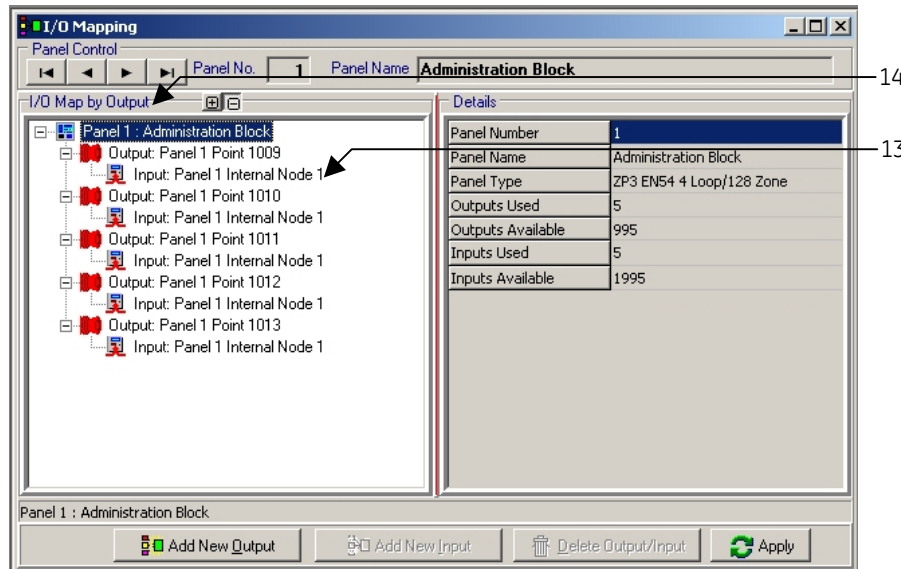 I/O Mapping
Panel Control
Panel No. 1 Panel Name Administration Block
14
I/O Map by Output
Panel 1 : Administration Block
Output: Panel 1 Point 1009
Input: Panel 1 Internal Node 1
Output: Panel 1 Point 1010
Input: Panel 1 Internal Node 1
Output: Panel 1 Point 1011
Input: Panel 1 Internal Node 1
Output: Panel 1 Point 1012
Input: Panel 1 Internal Node 1
Output: Panel 1 Point 1013
Input: Panel 1 Internal Node 1
Details
Panel Number 1
13
Panel Name Administration Block
Panel Type ZP3 EN54 4 Loop/128 Zone
Outputs Used 5
Outputs Available 995
Inputs Used 5
Inputs Available 1995
Panel 1 : Administration Block
Add New Output Add New Input Delete Output/Input Apply